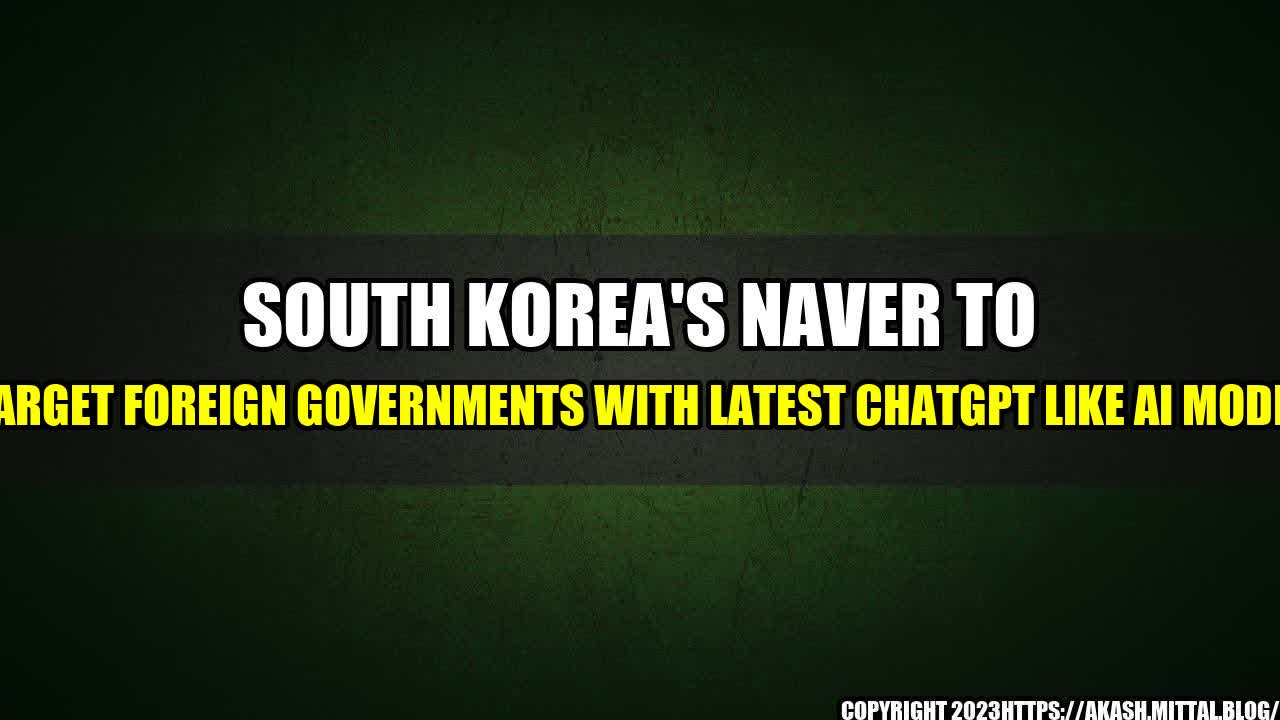 SOUTH KOREA'S NAVER TO
ARGET FOREIGN GOVERNMENTS WITH LATEST CHATGPT LIKE AI MOD
COPYRIGHT 2023HTTPS://AKASH.MITTAL.BLOG/